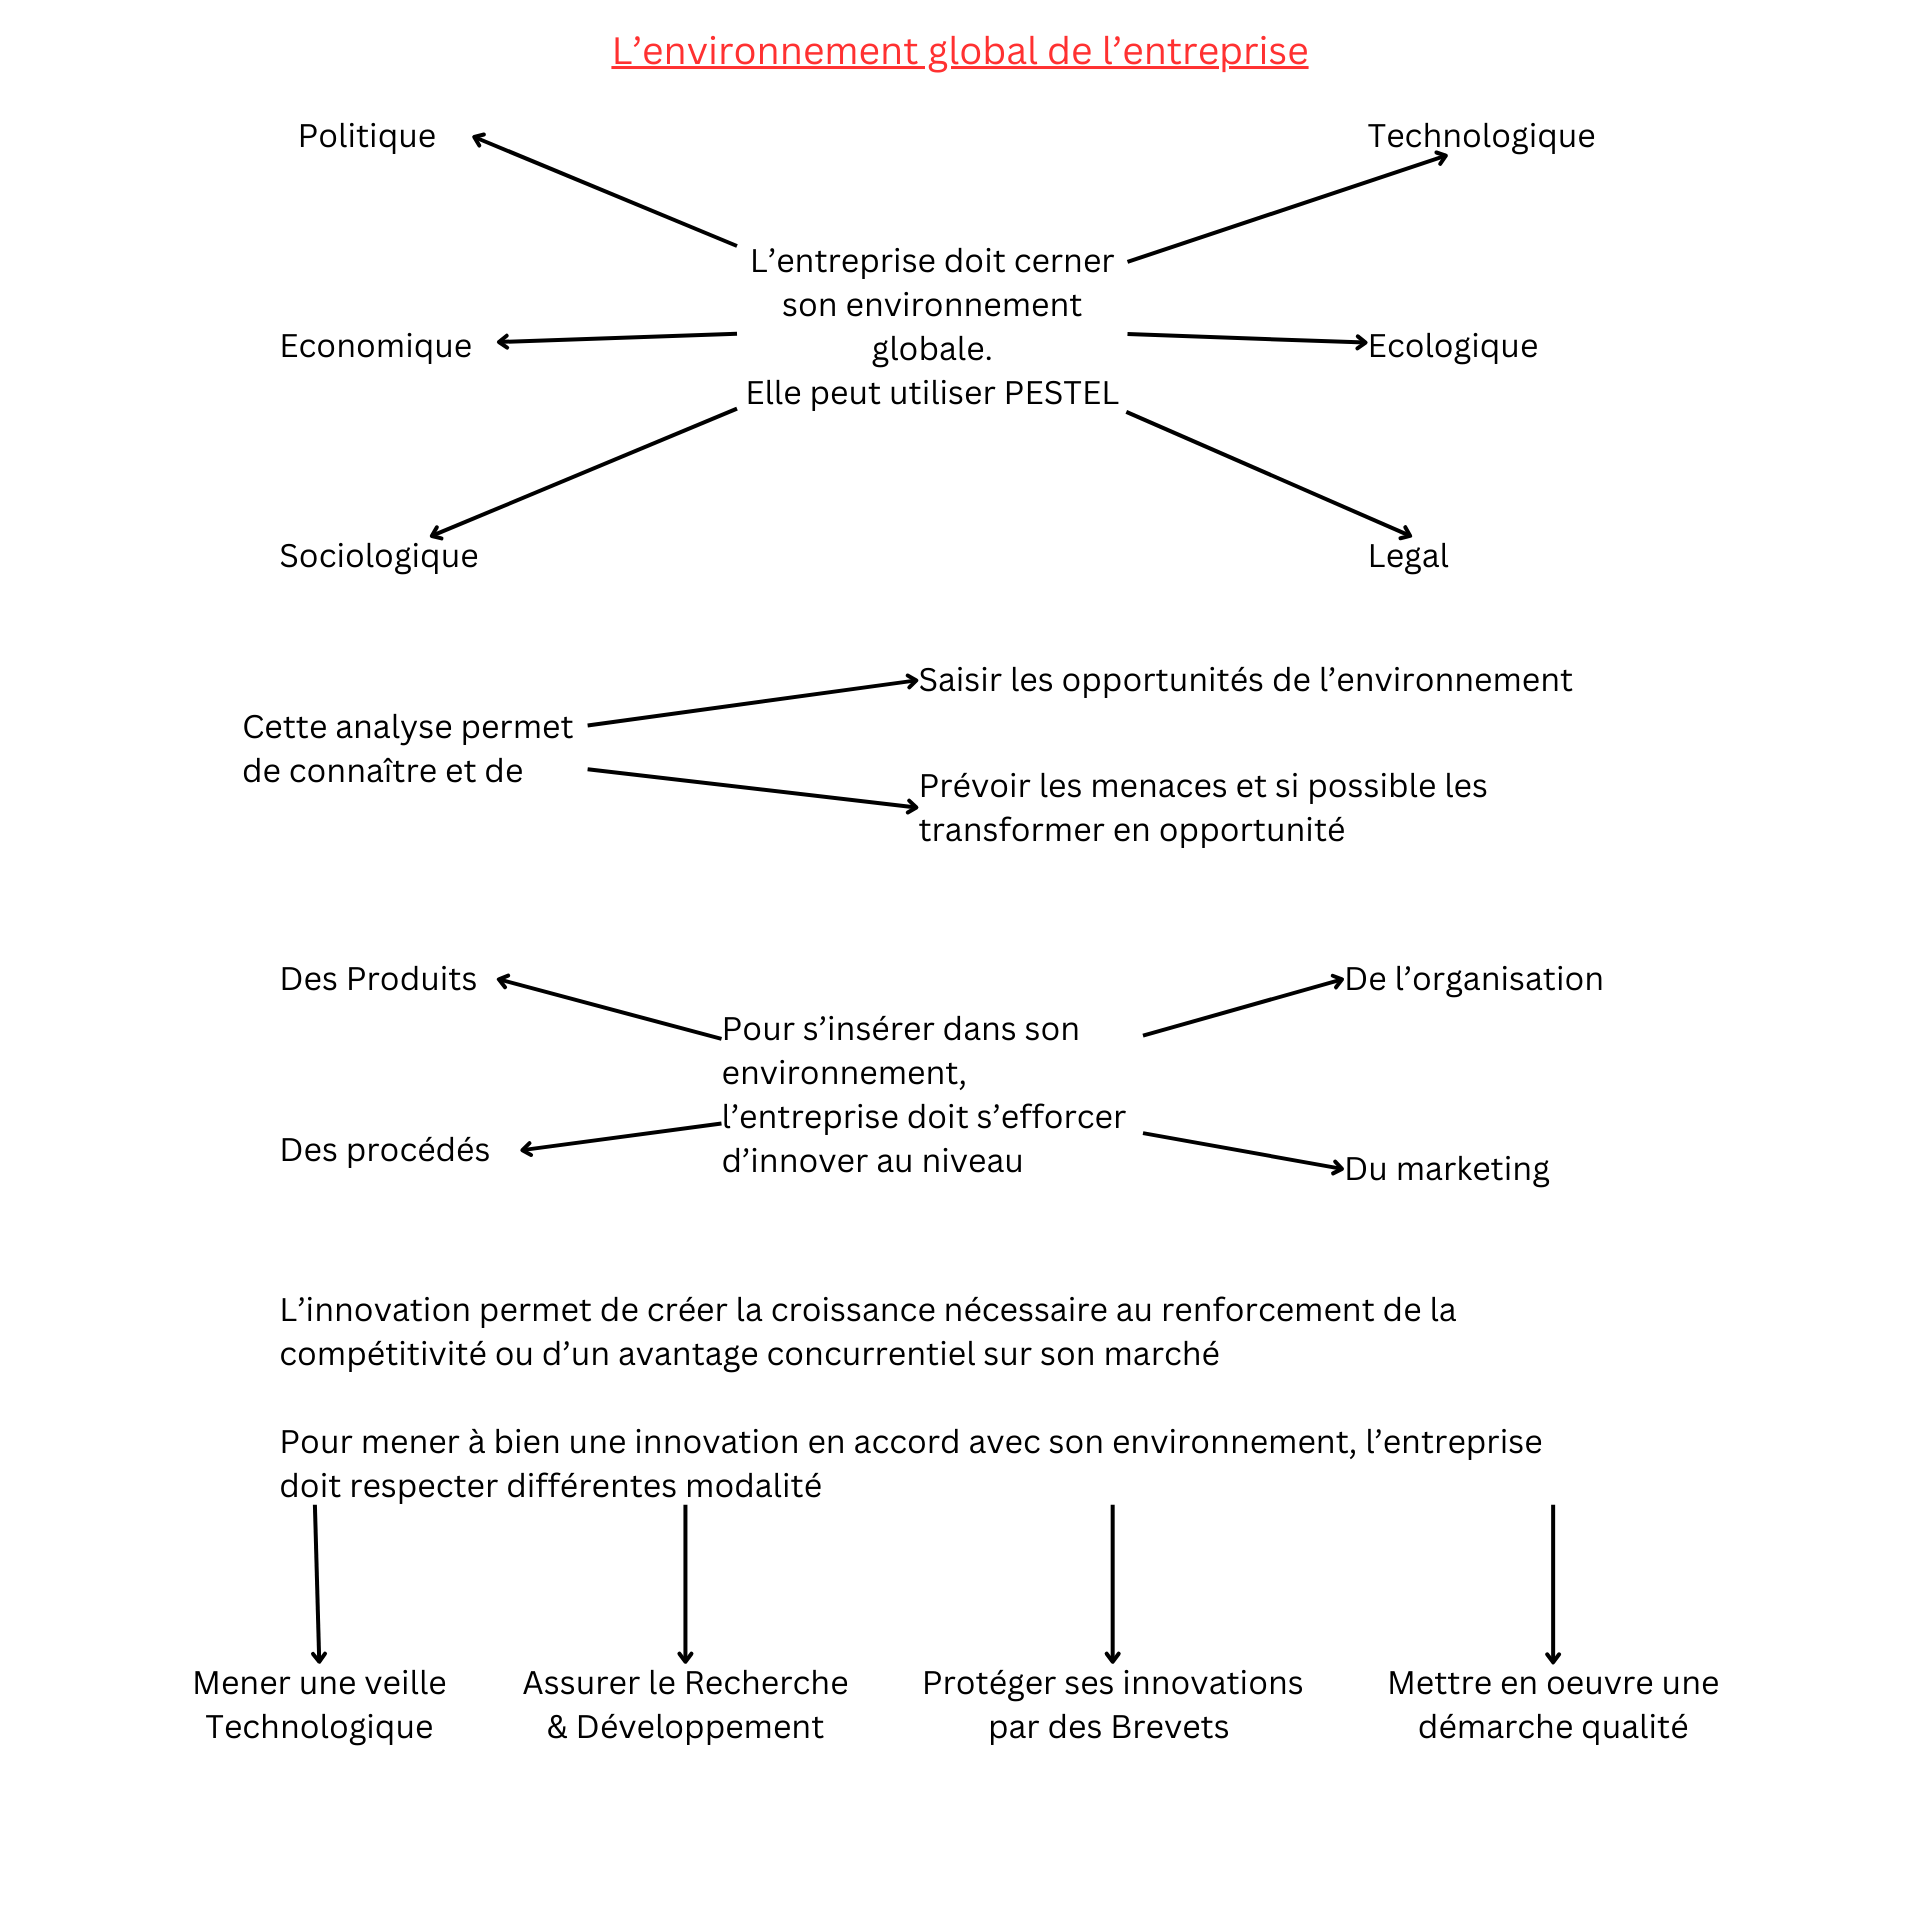 L’environnement global de l’entreprise
Politique
Technologique
L’entreprise doit cerner
son environnement
globale.
Elle peut utiliser PESTEL
Economique
Ecologique
Sociologique
Legal
Cette analyse permet
de connaître et de
Saisir les opportunités de l’environnement
Prévoir les menaces et si possible les
transformer en opportunité
Des Produits
De l’organisation
Pour s’insérer dans son
environnement,
l’entreprise doit s’efforcer
d’innover au niveau
Des procédés
Du marketing
L’innovation permet de créer la croissance nécessaire au renforcement de la
compétitivité ou d’un avantage concurrentiel sur son marché
Pour mener à bien une innovation en accord avec son environnement, l’entreprise
doit respecter différentes modalité
Mener une veille
Technologique
Assurer le Recherche
& Développement
Protéger ses innovations
par des Brevets
Mettre en oeuvre une
démarche qualité